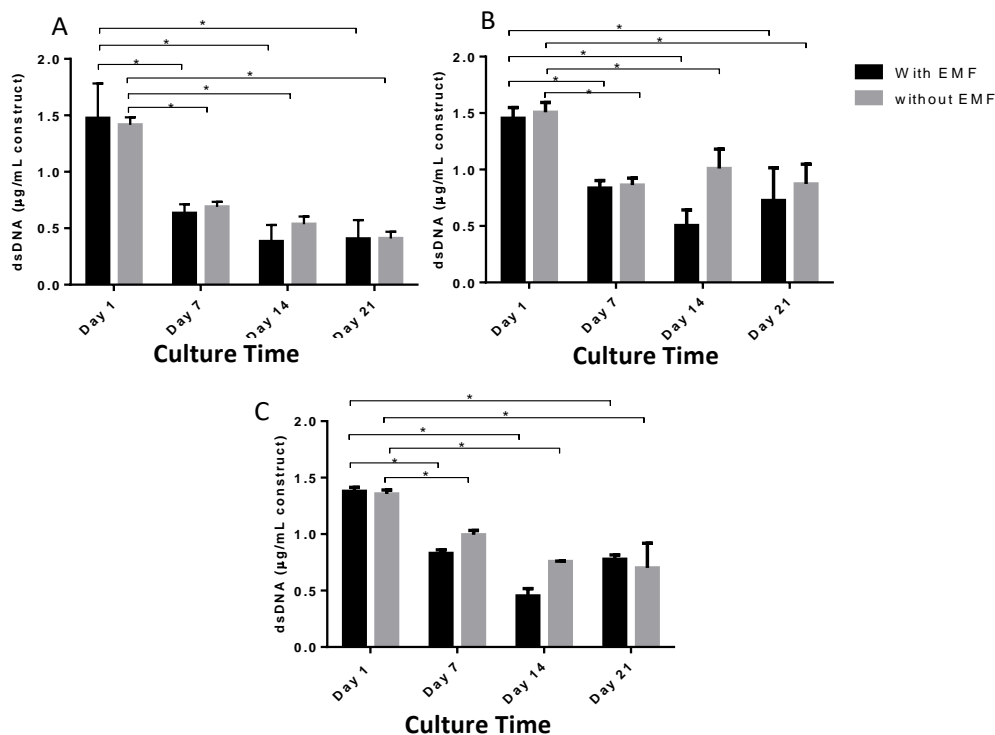 A
*
*
*
*
*
*
2.0
1.5
1.0
0.5
0.0
dsDNA (µg/mL construct)
Day 1
Day 7
Day 14
Day 21
Culture Time
B
*
*
*
*
*
*
2.0
1.5
1.0
0.5
0.0
dsDNA (µg/mL construct)
Day 1
Day 7
Day 14
Day 21
Culture Time
With EMF
without EMF
C
*
*
*
*
*
*
2.0
1.5
1.0
0.5
0.0
dsDNA (µg/mL construct)
Day 1
Day 7
Day 14
Day 21
Culture Time